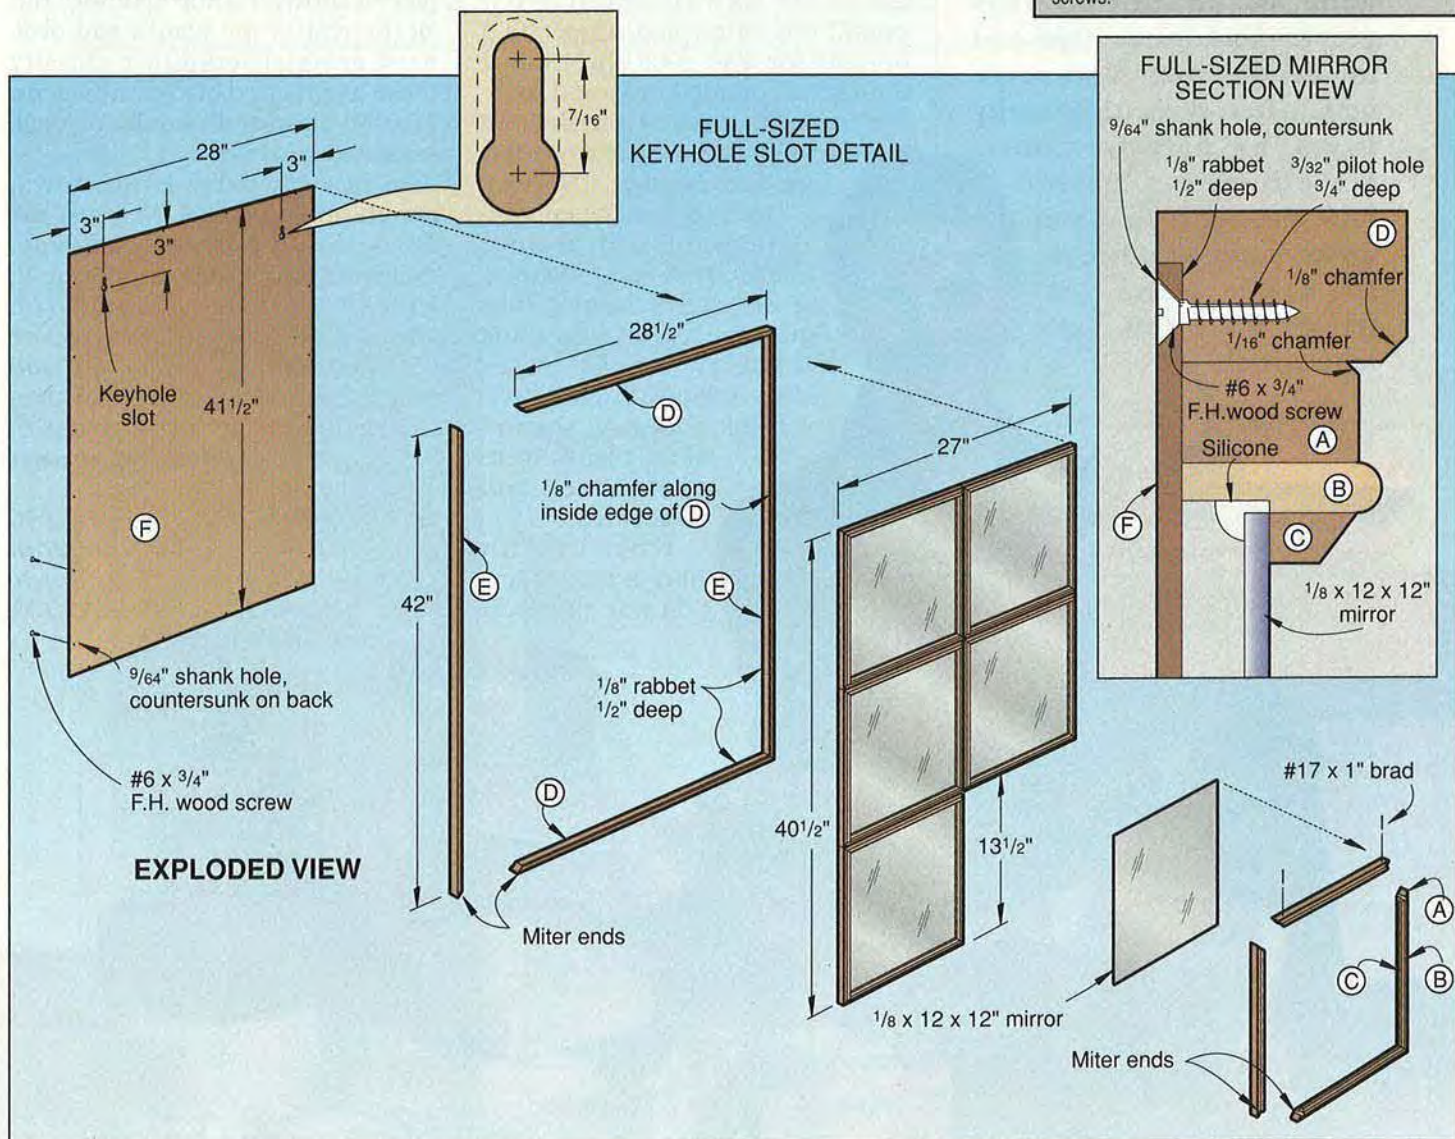 screws.
FULL-SIZED
KEYHOLE SLOT DETAIL
7/16"
28"
3"
3"
3"
Keyhole
slot
41 1/2"
F
9/64" shank hole,
countersunk on back
#6 x 3/4"
F.H. wood screw
EXPLODED VIEW
28 1/2"
D
1/8" chamfer along
inside edge of D
E
E
42"
1/8" rabbet
1/2" deep
D
Miter ends
27"
40 1/2"
13 1/2"
1/8 x 12 x 12" mirror
#17 x 1" brad
A
B
C
Miter ends
FULL-SIZED MIRROR
SECTION VIEW
9/64" shank hole, countersunk
1/8" rabbet
1/2" deep
3/32" pilot hole
3/4" deep
D
1/8" chamfer
1/16" chamfer
#6 x 3/4"
F.H.wood screw
A
Silicone
B
F
C
1/8 x 12 x 12"
mirror